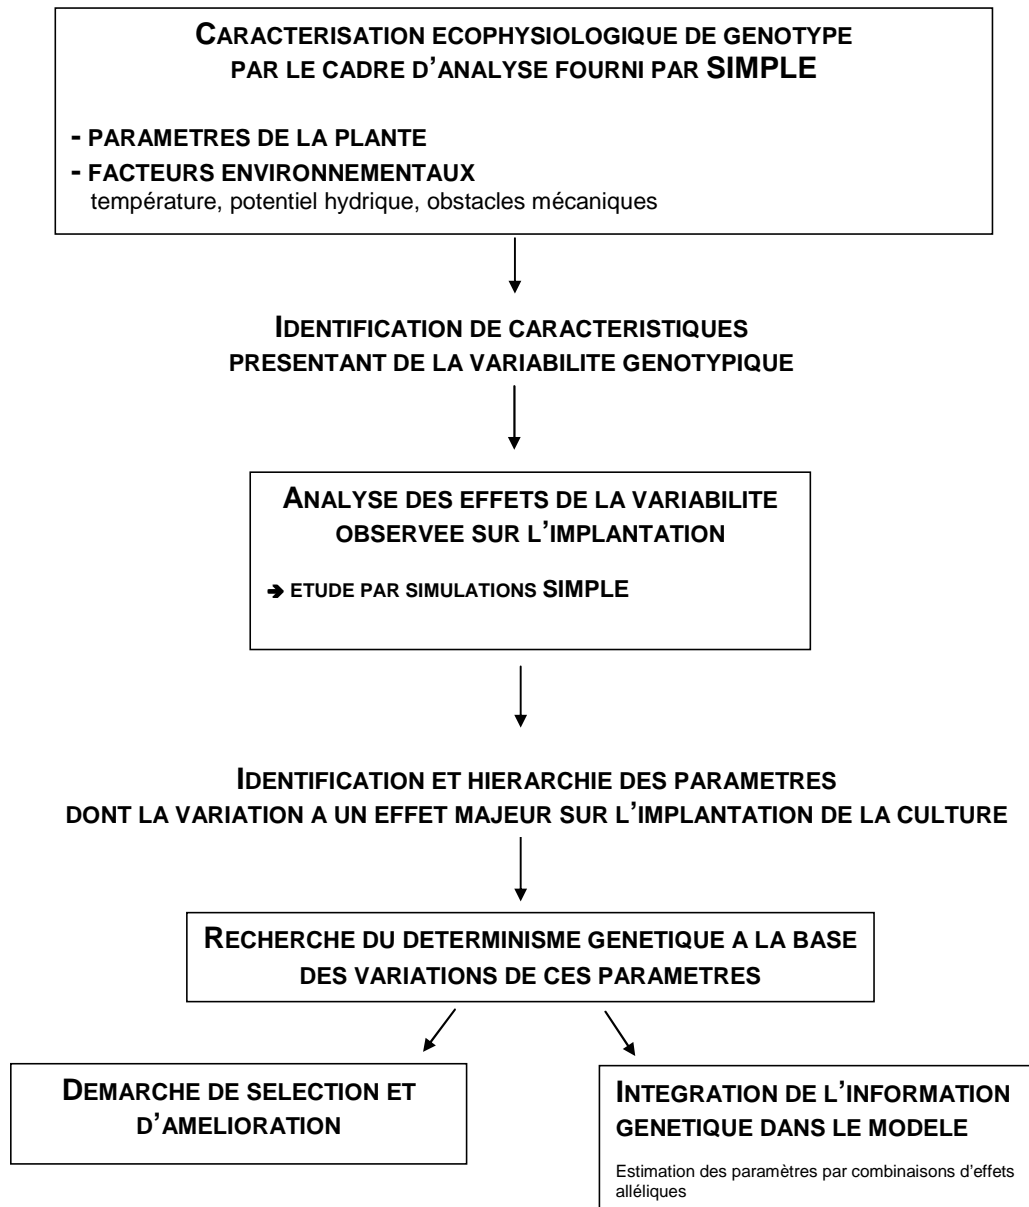 CARACTERISATION ECOPHYSIOLOGIQUE DE GENOTYPE
PAR LE CADRE D'ANALYSE FOURNI PAR SIMPLE
- PARAMETRES DE LA PLANTE
- FACTEURS ENVIRONNEMENTAUX
température, potentiel hydrique, obstacles mécaniques
IDENTIFICATION DE CARACTERISTIQUES
PRESENTANT DE LA VARIABILITE GENOTYPIQUE
ANALYSE DES EFFETS DE LA VARIABILITE
OBSERVEE SUR L'IMPLANTATION
➔ ETUDE PAR SIMULATIONS SIMPLE
IDENTIFICATION ET HIERARCHIE DES PARAMETRES
DONT LA VARIATION A UN EFFET MAJEUR SUR L'IMPLANTATION DE LA CULTURE
RECHERCHE DU DETERMINISME GENETIQUE A LA BASE
DES VARIATIONS DE CES PARAMETRES
DEMARCHE DE SELECTION ET
D'AMELIORATION
INTEGRATION DE L'INFORMATION
GENETIQUE DANS LE MODELE
Estimation des paramètres par combinaisons d'effets
alléliques